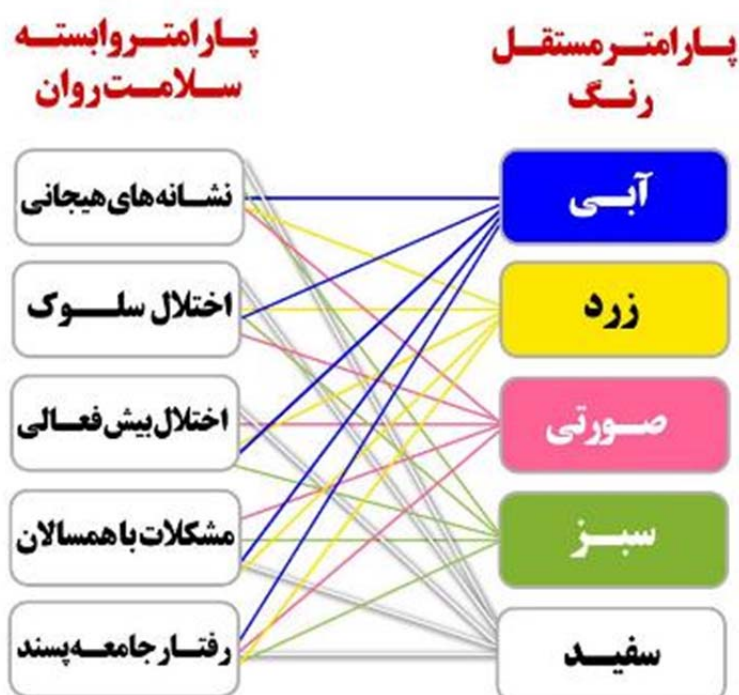 پارامتر مستقل
رنگ
آبی
زرد
صورتی
سبز
سفید
پارامتر وابسته
سلامت روان
نشانه های هیجانی
اختلال سلوک
اختلال بیش فعالی
مشکلات با همسالان
رفتار جامعه پسند